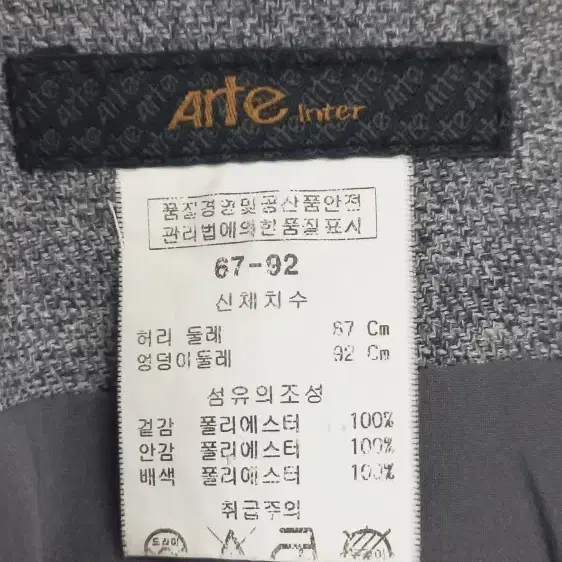 Arte Inter
품질경영및공산품안전
관리법에의한품질표시
67-92
신체치수
허리 둘레 67 Cm
엉덩이둘레 92 Cm
섬유의조성
겉감 폴리에스터 100%
안감 폴리에스터 100%
배색 폴리에스터 100%
취급주의
드라이